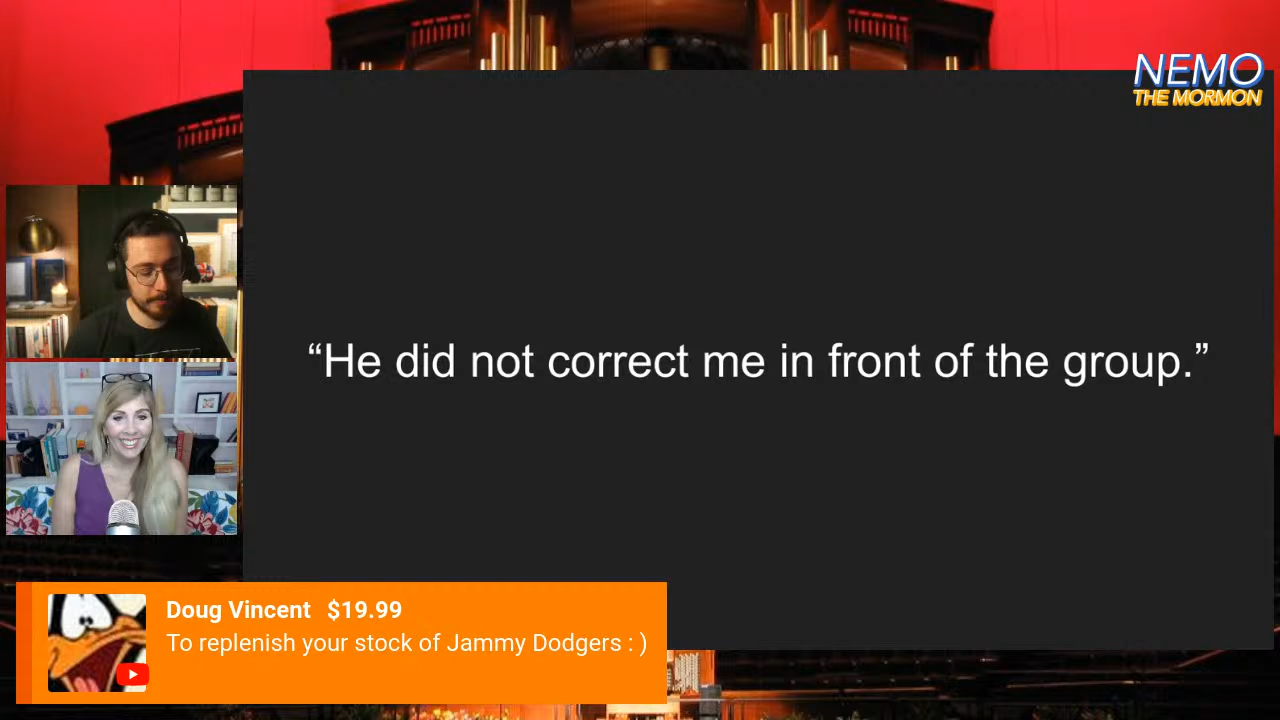 NEMO
THE MORMON
“He did not correct me in front of the group.”
Doug Vincent $19.99
To replenish your stock of Jammy Dodgers : )